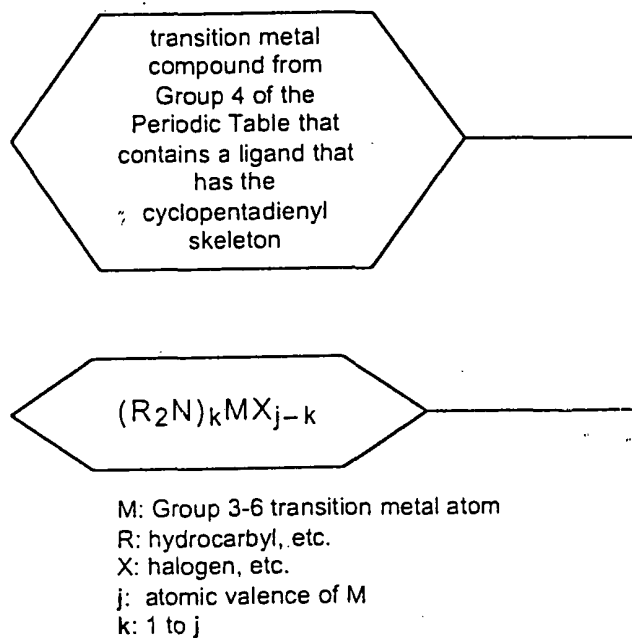 transition metal
compound from
Group 4 of the
Periodic Table that
contains a ligand that
has the
cyclopentadienyl
skeleton
(R₂N)ₖMXⱼ₋ₖ
M: Group 3-6 transition metal atom
R: hydrocarbyl, etc.
X: halogen, etc.
j: atomic valence of M
k: 1 to j